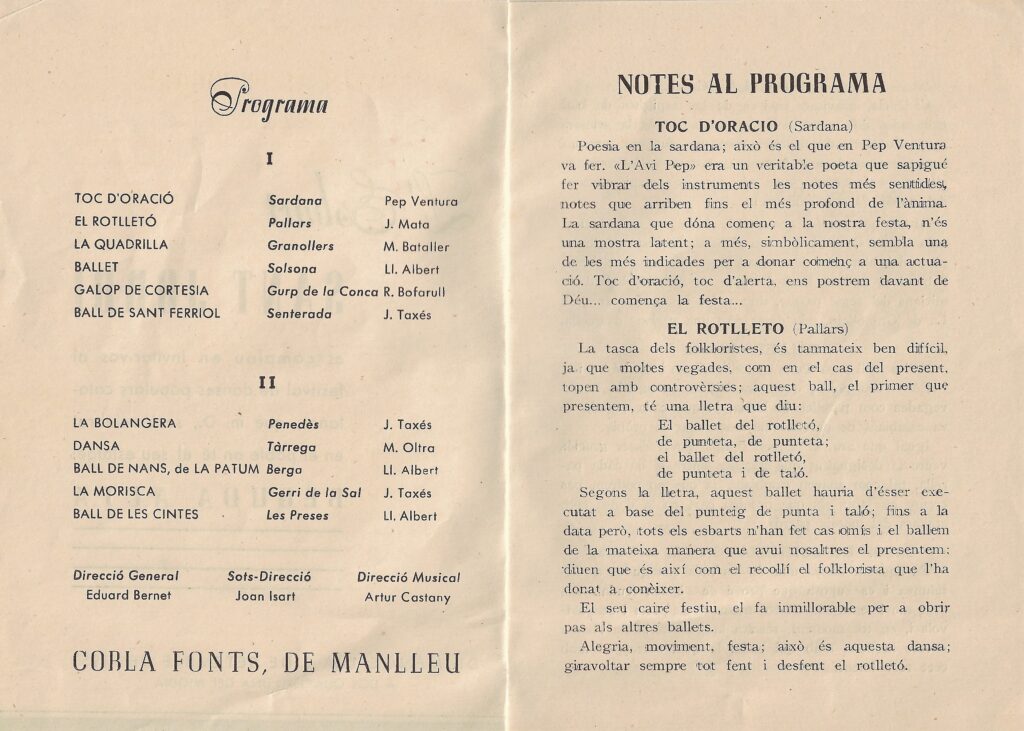 Programa
I
TOC D'ORACIÓ Sardana Pep Ventura
EL ROTLLETÓ Pallars J. Mata
LA QUADRILLA Granollers M. Bataller
BALLET Solsona Ll. Albert
GALOP DE CORTESIA Gurp de la Conca R. Bofarull
BALL DE SANT FERRIOL Senterada J. Taxés
II
LA BOLANGERA Penedès J. Taxés
DANSA Tàrrega M. Oltra
BALL DE NANS, de LA PATUM Berga Ll. Albert
LA MORISCA Gerri de la Sal J. Taxés
BALL DE LES CINTES Les Preses Ll. Albert
Direcció General Sots-Direcció Direcció Musical
Eduard Bernet Joan Isart Artur Castany
COBLA FONTS, DE MANLLEU
NOTES AL PROGRAMA
TOC D'ORACIO (Sardana)
Poesia en la sardana; això és el que en Pep Ventura
va fer. «L'Avi Pep» era un veritable poeta que sapigué
fer vibrar dels instruments les notes més sentides,
notes que arriben fins el més profond de l'ànima.
La sardana que dóna començ a la nostra festa, n'és
una mostra latent; a més, simbòlicament, sembla una
de les més indicades per a donar començ a una actua-
ció. Toc d'oració, toc d'alerta, ens postrem davant de
Déu... comença la festa...
EL ROTLLETO (Pallars)
La tasca dels folkloristes, és tanmateix ben difícil,
ja que moltes vegades, com en el cas del present,
topen amb controvèrsies; aquest ball, el primer que
presentem, té una lletra que diu:
El ballet del rotlletó,
de punteta, de punteta;
el ballet del rotlletó,
de punteta i de taló.
Segons la lletra, aquest ballet hauria d'ésser exe-
cutat a base del punteig de punta i taló; fins a la
data però, tots els esbarts n'han fet cas omís i el ballem
de la mateixa manera que avui nosaltres el presentem;
diuen que és així com el recollí el folklorista que l'ha
donat a conèixer.
El seu caire festiu, el fa inmillorable per a obrir
pas als altres ballets.
Alegria, moviment, festa; això és aquesta dansa;
giravoltar sempre tot fent i desfent el rotlletó.